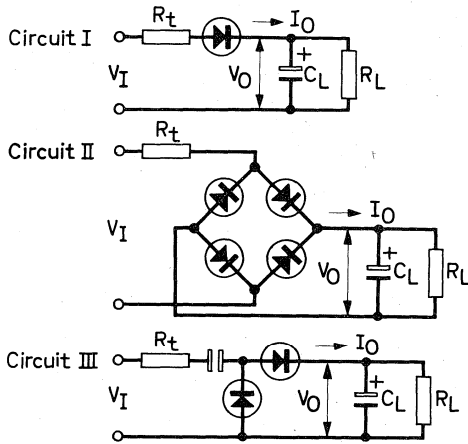 Circuit I
Rt
IO
VI
VO
+
CL
RL
Circuit II
Rt
VI
IO
VO
+
CL
RL
Circuit III
Rt
IO
VI
VO
+
CL
RL